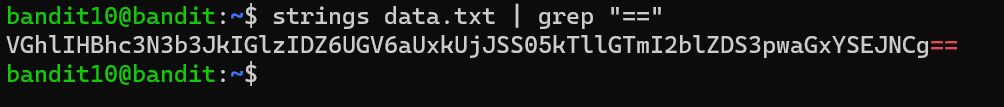 bandit10@bandit:~$ strings data.txt | grep "=="
VGhlIHBhc3N3b3JkIGlzIDZ6UGV6aUxkUjJSS05kTllGTmI2blZDS3pwaGxYSEJNCg==
bandit10@bandit:~$